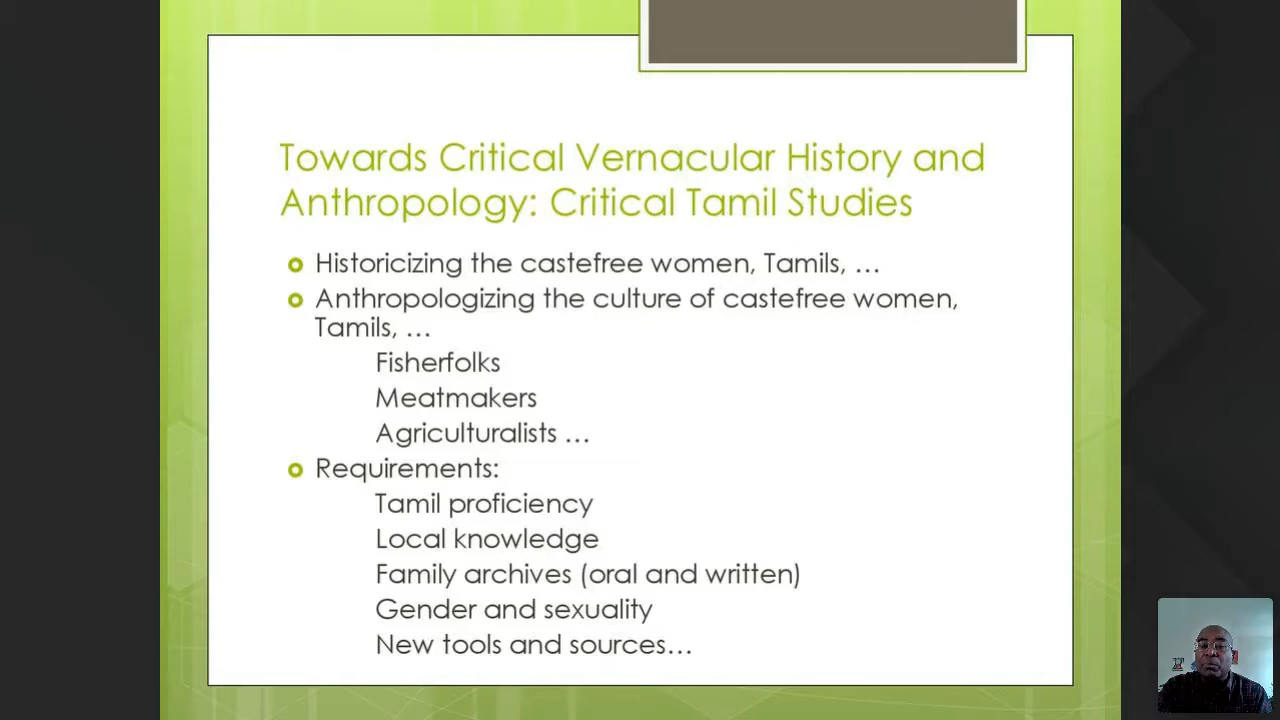 Towards Critical Vernacular History and
Anthropology: Critical Tamil Studies
Historicizing the castefree women, Tamils, …
Anthropologizing the culture of castefree women,
Tamils, …
Fisherfolks
Meatmakers
Agriculturalists …
Requirements:
Tamil proficiency
Local knowledge
Family archives (oral and written)
Gender and sexuality
New tools and sources…